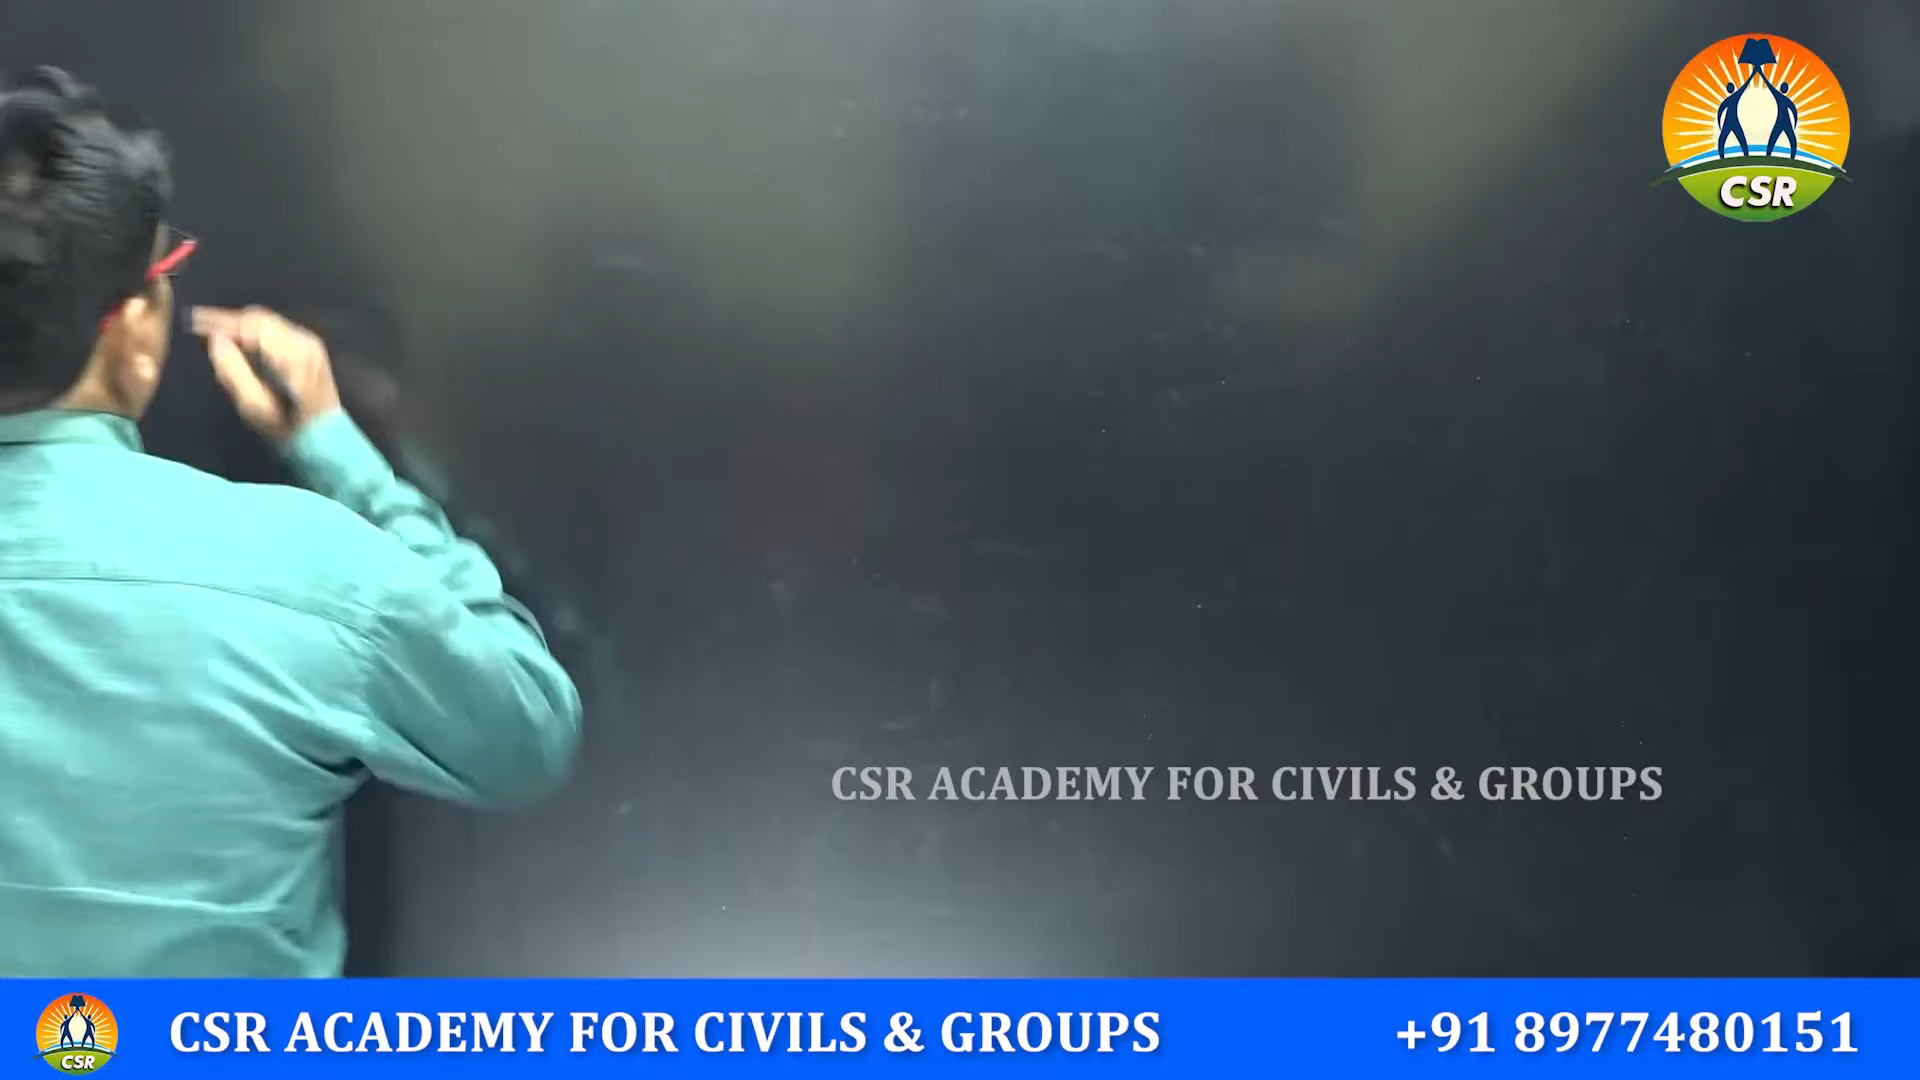 CSR
CSR ACADEMY FOR CIVILS & GROUPS
CSR
CSR ACADEMY FOR CIVILS & GROUPS
+91 8977480151